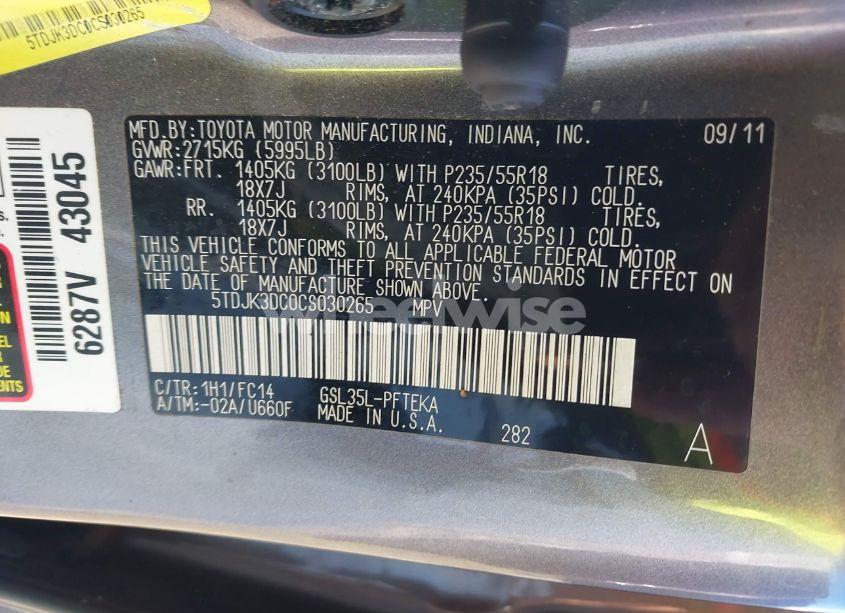 5TDJK3DC0CS030265
MFD.BY:TOYOTA MOTOR MANUFACTURING, INDIANA, INC. 09/11
GVWR:2715KG (5995LB)
GAWR:FRT. 1405KG (3100LB) WITH P235/55R18 TIRES,
18X7J RIMS, AT 240KPA (35PSI) COLD.
RR. 1405KG (3100LB) WITH P235/55R18 TIRES,
18X7J RIMS, AT 240KPA (35PSI) COLD.
THIS VEHICLE CONFORMS TO ALL APPLICABLE FEDERAL MOTOR
VEHICLE SAFETY AND THEFT PREVENTION STANDARDS IN EFFECT ON
THE DATE OF MANUFACTURE SHOWN ABOVE.
5TDJK3DC0CS030265 MPV
wheelwise
C/TR:1H1/FC14 GSL35L-PFTEKA
A/TM:-02A/U660F MADE IN U.S.A.
282
A
6287V 43045